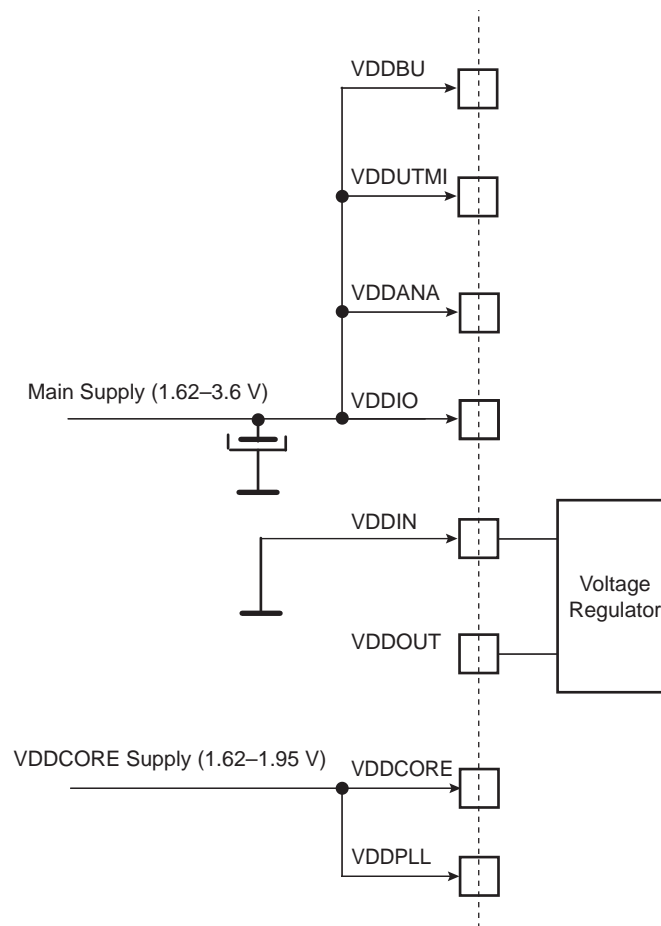 VDDBU
VDDUTMI
VDDANA
Main Supply (1.62–3.6 V)
VDDIO
VDDIN
Voltage
Regulator
VDDOUT
VDDCORE Supply (1.62–1.95 V)
VDDCORE
VDDPLL